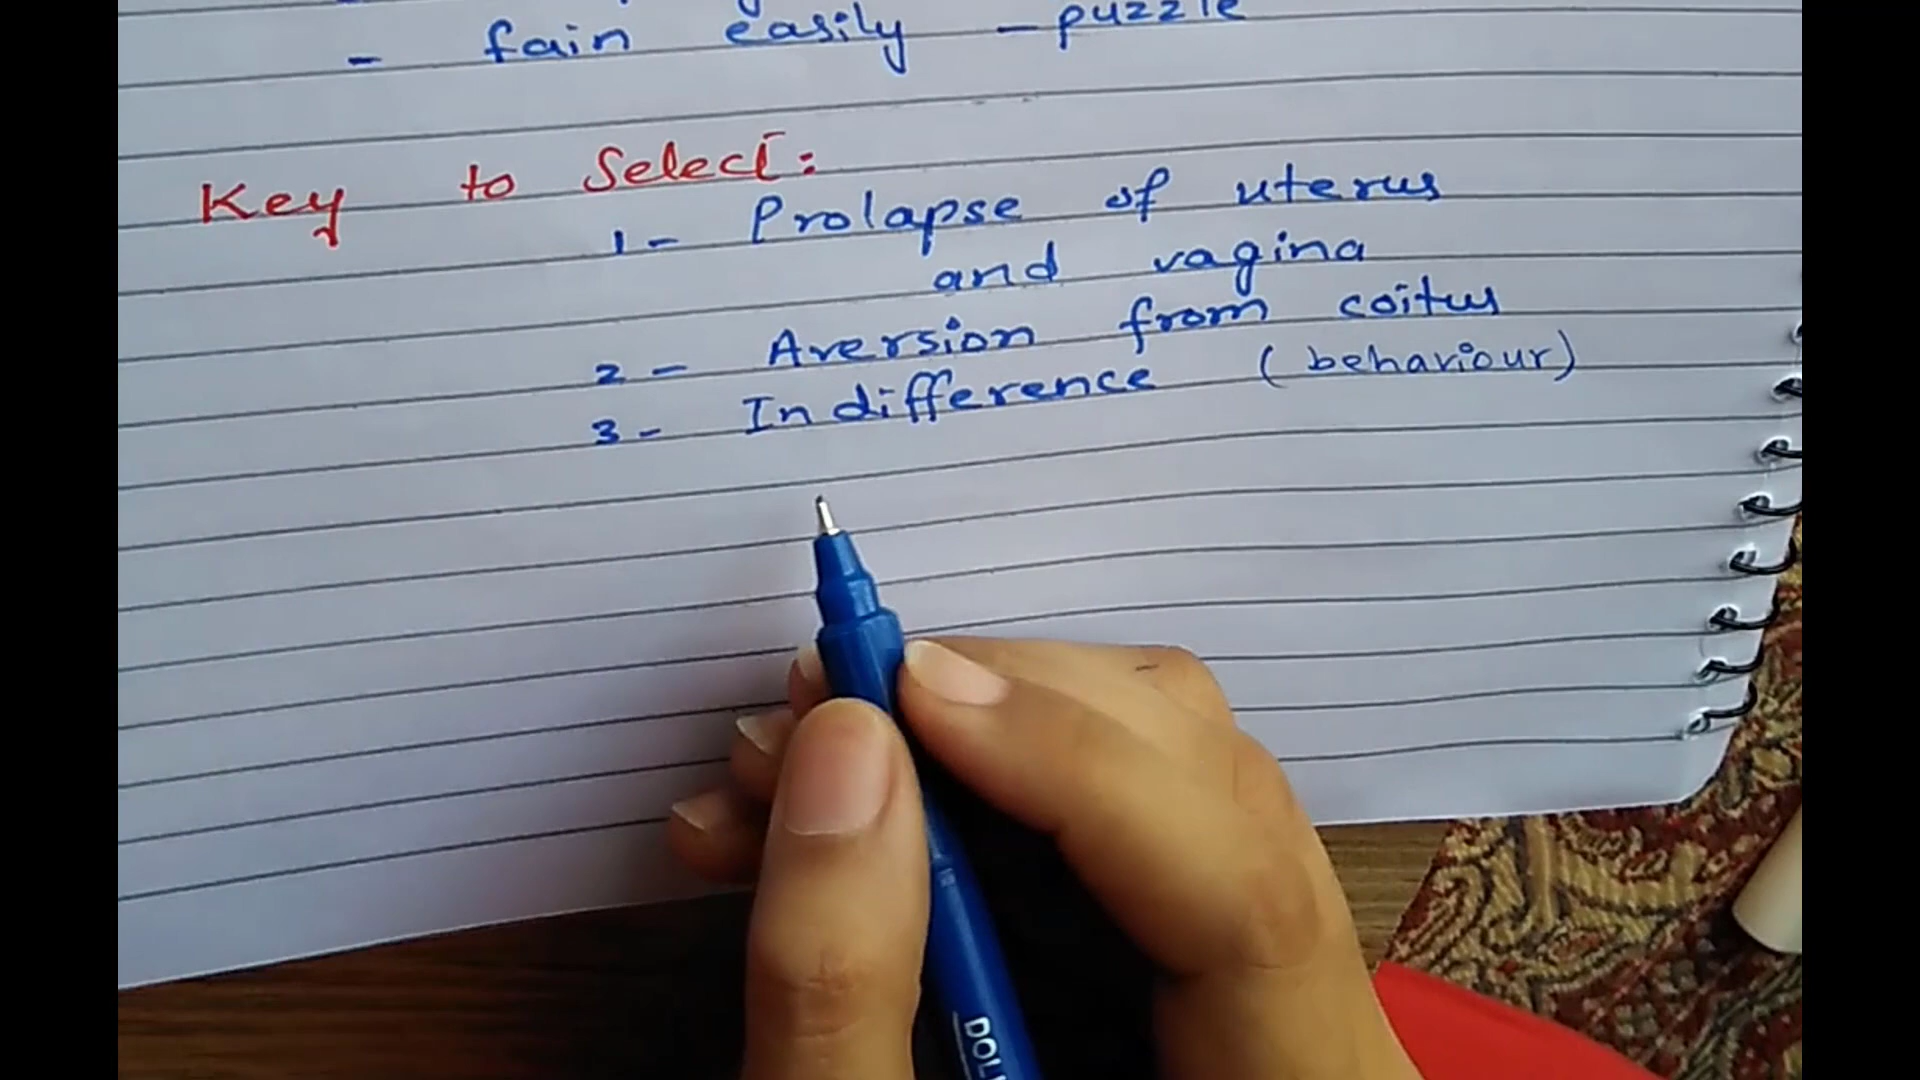 - fain easily - puzzle
Key to Select:
1- Prolapse of uterus
and vagina
2- Aversion from coitus
3- Indifference (behaviour)
DOLL